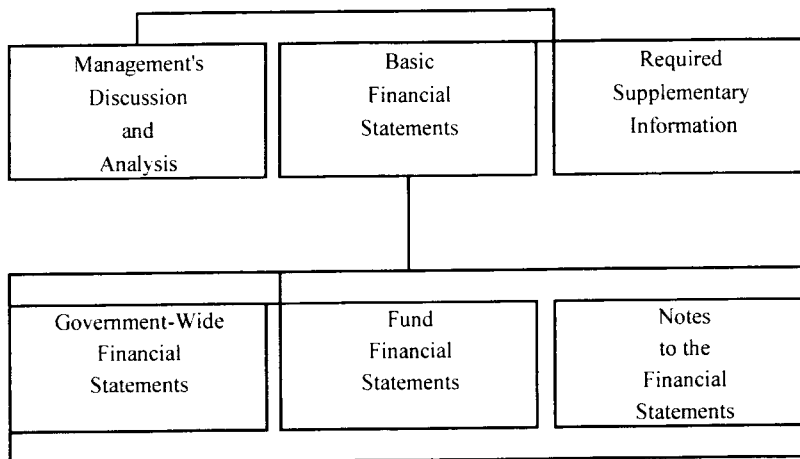 Management's
Discussion
and
Analysis
Basic
Financial
Statements
Required
Supplementary
Information
Government-Wide
Financial
Statements
Fund
Financial
Statements
Notes
to the
Financial
Statements